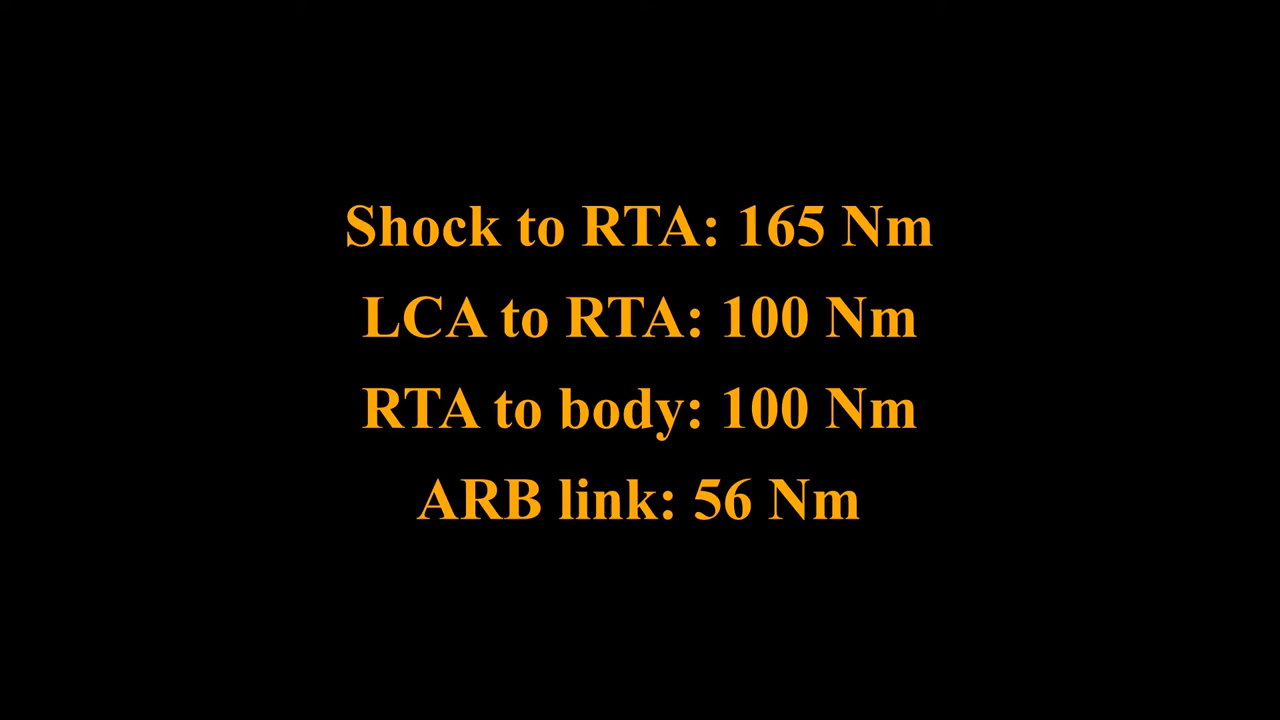 Shock to RTA: 165 Nm
LCA to RTA: 100 Nm
RTA to body: 100 Nm
ARB link: 56 Nm